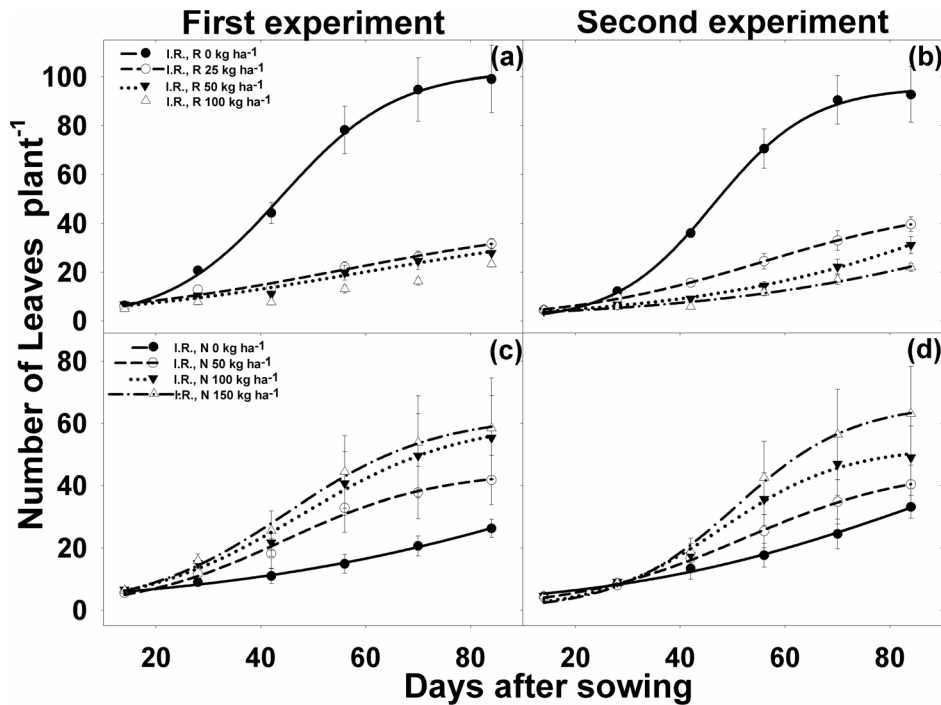 First experiment
Second experiment
Number of Leaves plant-1
(a)
I.R., R 0 kg ha-1
I.R., R 25 kg ha-1
I.R., R 50 kg ha-1
I.R., R 100 kg ha-1
100
80
60
40
20
0
(b)
(c)
I.R., N 0 kg ha-1
I.R., N 50 kg ha-1
I.R., N 100 kg ha-1
I.R., N 150 kg ha-1
80
60
40
20
0
(d)
20 40 60 80
20 40 60 80
Days after sowing